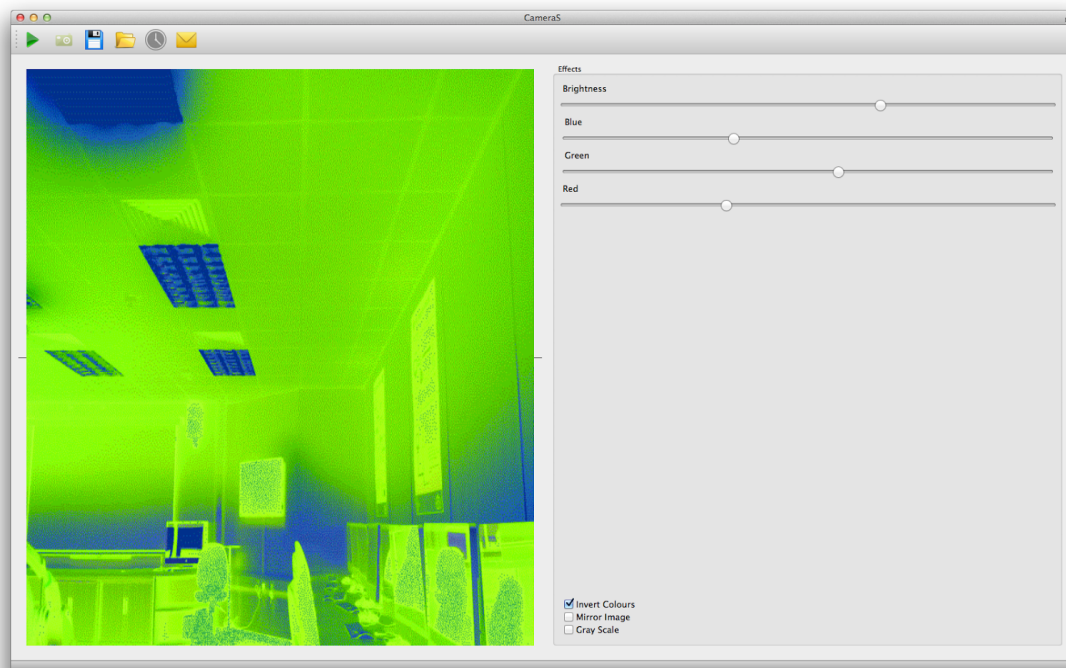 CameraS
Effects
Brightness
Blue
Green
Red
Invert Colours
Mirror Image
Gray Scale